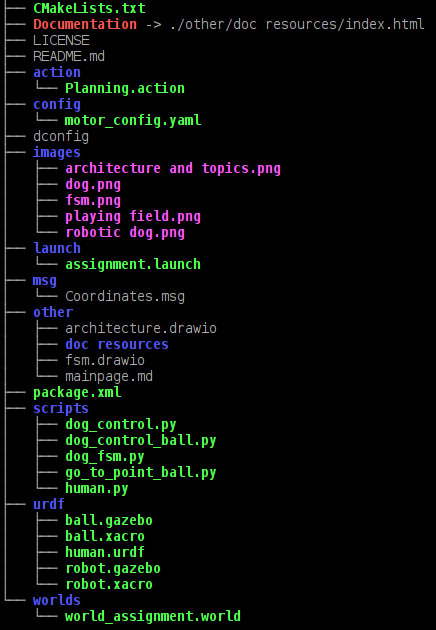 ├── CMakeLists.txt
├── Documentation -> ./other/doc resources/index.html
├── LICENSE
├── README.md
├── action
│   └── Planning.action
├── config
│   └── motor_config.yaml
├── dconfig
├── images
│   ├── architecture and topics.png
│   ├── dog.png
│   ├── fsm.png
│   ├── playing field.png
│   └── robotic dog.png
├── launch
│   └── assignment.launch
├── msg
│   └── Coordinates.msg
├── other
│   ├── architecture.drawio
│   ├── doc resources
│   ├── fsm.drawio
│   └── mainpage.md
├── package.xml
├── scripts
│   ├── dog_control.py
│   ├── dog_control_ball.py
│   ├── dog_fsm.py
│   ├── go_to_point_ball.py
│   └── human.py
├── urdf
│   ├── ball.gazebo
│   ├── ball.xacro
│   ├── human.urdf
│   ├── robot.gazebo
│   └── robot.xacro
└── worlds
    └── world_assignment.world